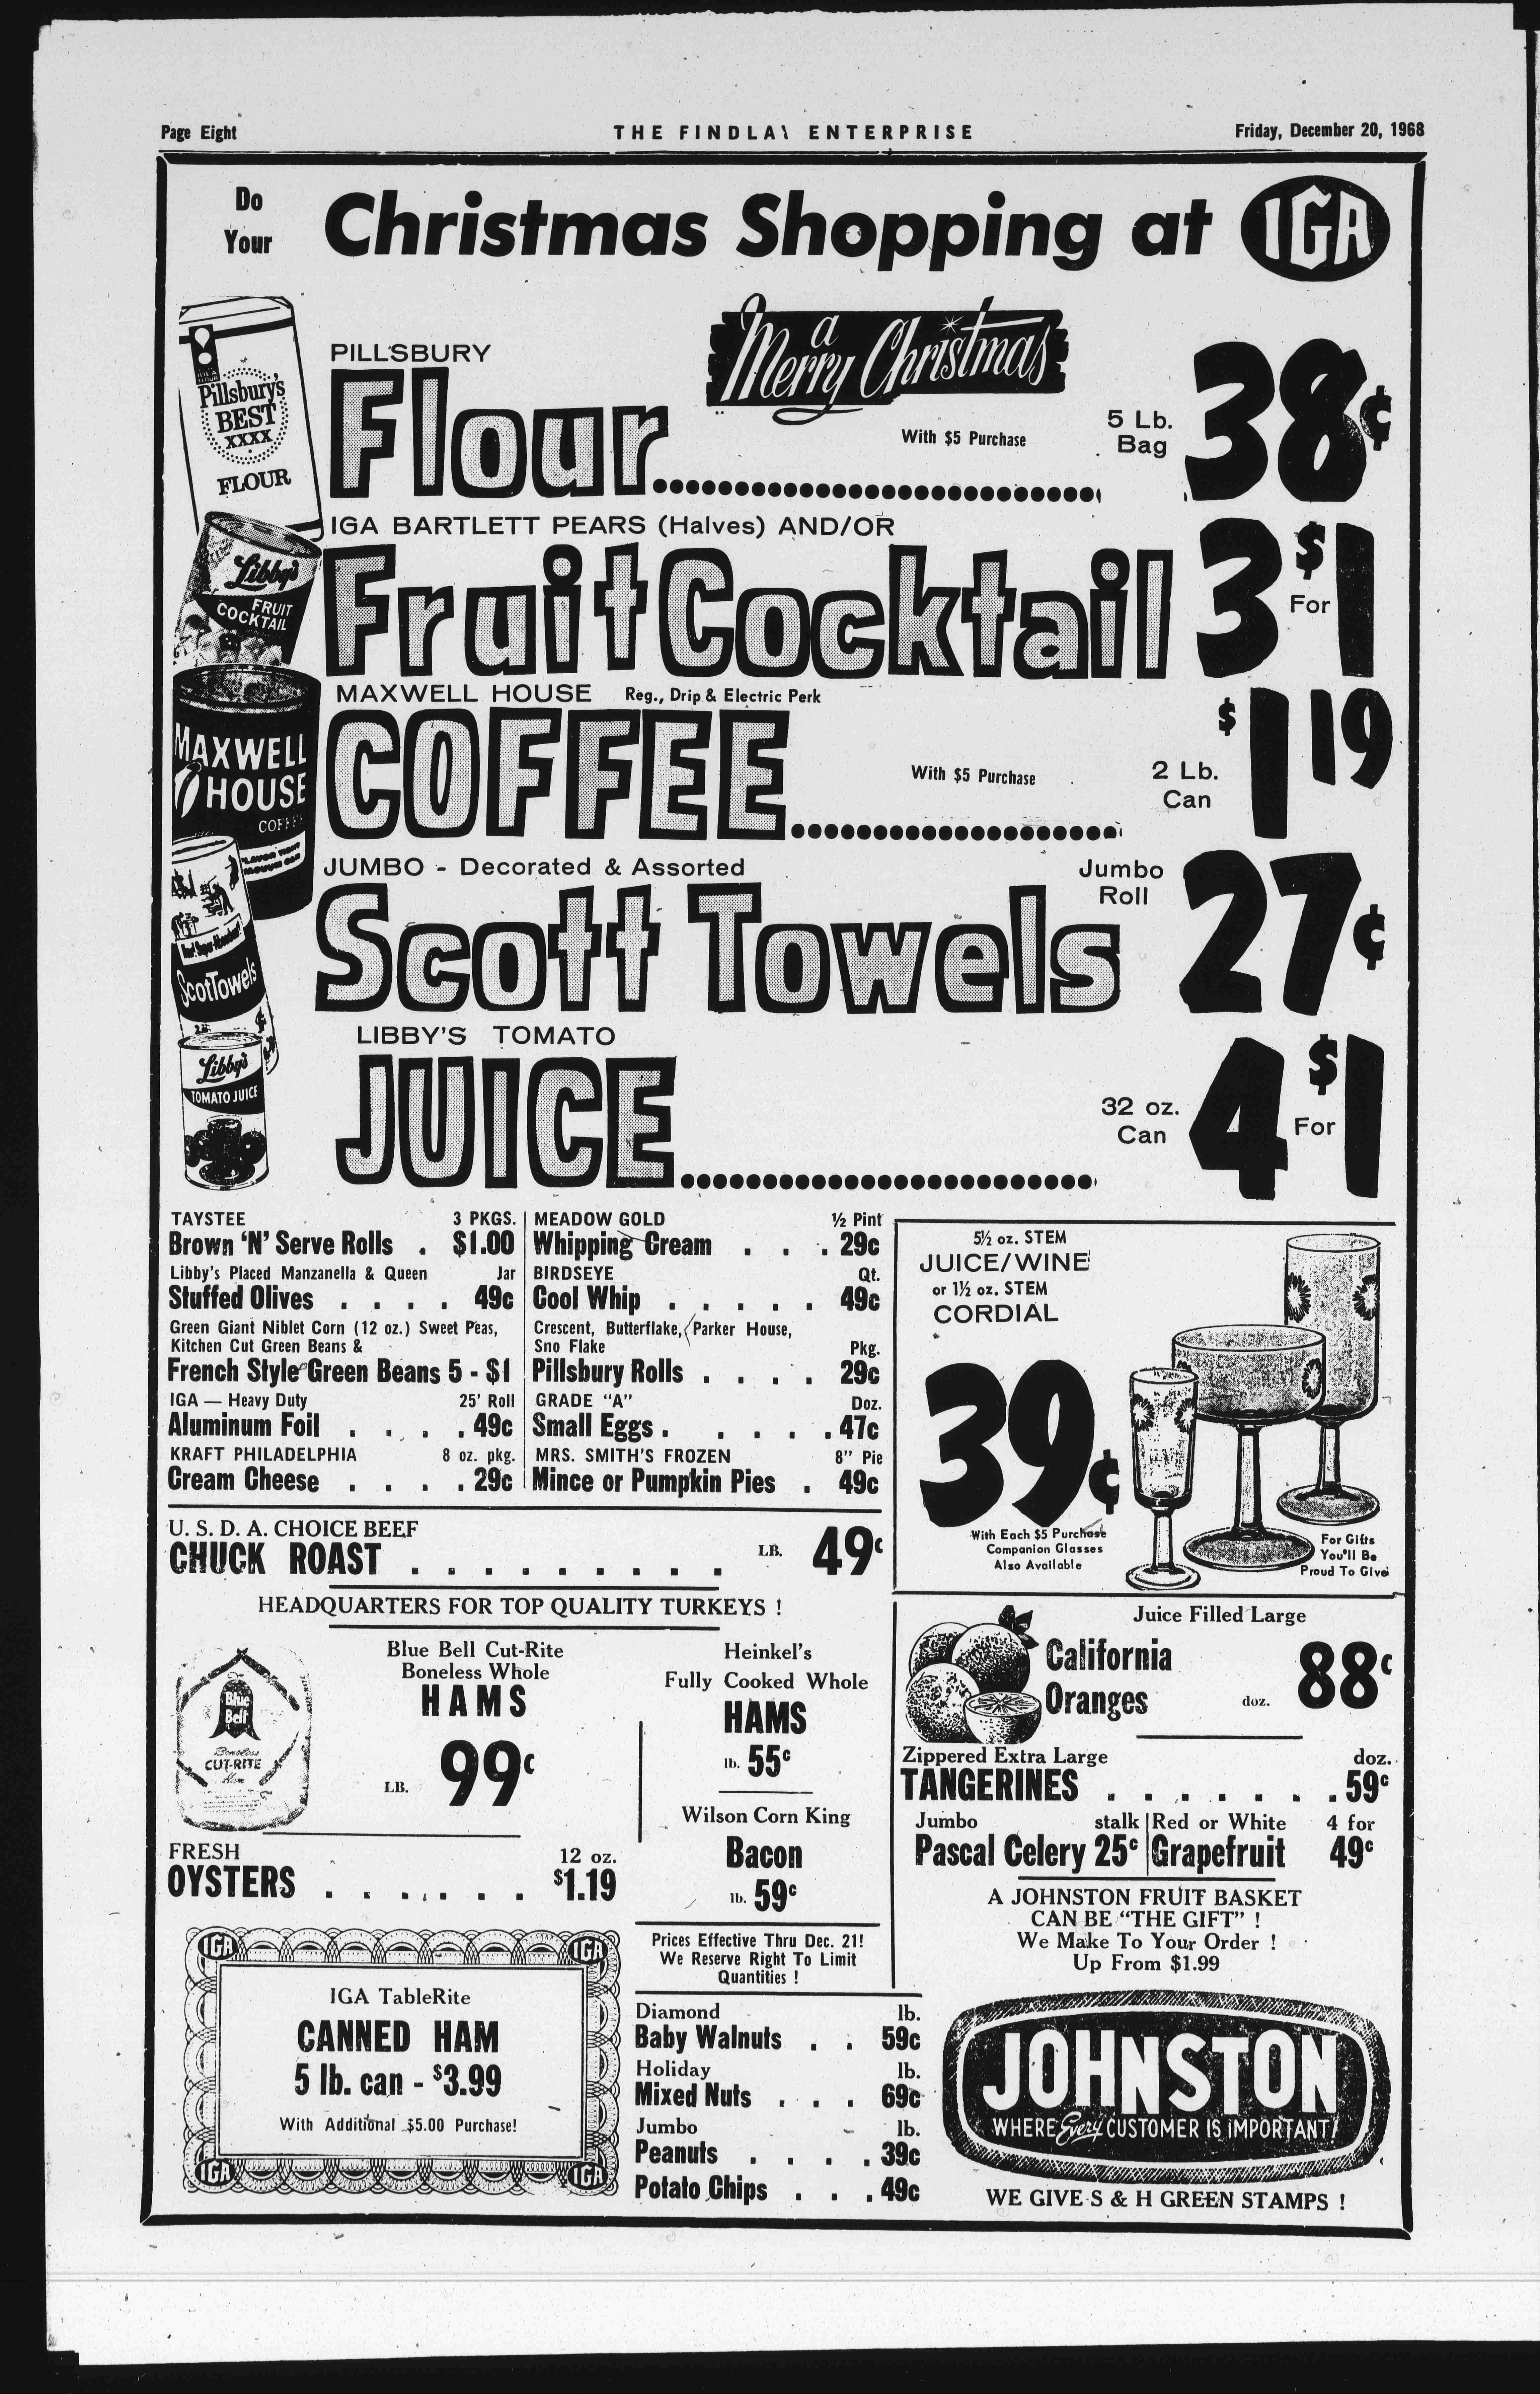 Page Eight
THE FINDLAY ENTERPRISE
Friday, December 20, 1968
Do
Your
Christmas Shopping at IGA
a
Merry Christmas
Pillsbury's
BEST
XXXX
FLOUR
PILLSBURY
Flour
With $5 Purchase
5 Lb.
Bag
38¢
IGA BARTLETT PEARS (Halves) AND/OR
Libby's
FRUIT
COCKTAIL
Fruit Cocktail
3 For $1
MAXWELL HOUSE Reg., Drip & Electric Perk
MAXWELL
HOUSE
COFFEE
COFFEE
With $5 Purchase
2 Lb.
Can
$1 19
JUMBO - Decorated & Assorted
ScotTowels
Scott Towels
Jumbo
Roll
27¢
LIBBY'S TOMATO
Libby's
TOMATO JUICE
JUICE
32 oz.
Can
4 For $1
TAYSTEE 3 PKGS.
Brown 'N' Serve Rolls . $1.00
Libby's Placed Manzanella & Queen Jar
Stuffed Olives . . . . 49c
Green Giant Niblet Corn (12 oz.) Sweet Peas,
Kitchen Cut Green Beans &
French Style Green Beans 5 - $1
IGA — Heavy Duty 25' Roll
Aluminum Foil . . . . 49c
KRAFT PHILADELPHIA 8 oz. pkg.
Cream Cheese . . . . 29c
MEADOW GOLD ½ Pint
Whipping Cream . . . 29c
BIRDSEYE Qt.
Cool Whip . . . . . 49c
Crescent, Butterflake, Parker House,
Sno Flake Pkg.
Pillsbury Rolls . . . . 29c
GRADE "A" Doz.
Small Eggs . . . . . 47c
MRS. SMITH'S FROZEN 8" Pie
Mince or Pumpkin Pies . 49c
5½ oz. STEM
JUICE/WINE
or 1½ oz. STEM
CORDIAL
39¢
With Each $5 Purchase
Companion Glasses
Also Available
For Gifts
You'll Be
Proud To Give
U. S. D. A. CHOICE BEEF
CHUCK ROAST . . . . . . . . . . LB. 49c
HEADQUARTERS FOR TOP QUALITY TURKEYS !
Blue
Bell
Boneless
CUT-RITE
Ham
Blue Bell Cut-Rite
Boneless Whole
HAMS
LB. 99c
Heinkel's
Fully Cooked Whole
HAMS
lb. 55c
Wilson Corn King
Bacon
lb. 59c
FRESH 12 oz.
OYSTERS . . . . . . . $1.19
Juice Filled Large
California
Oranges doz. 88c
Zippered Extra Large doz.
TANGERINES . . . . . . . 59c
Jumbo stalk
Pascal Celery 25c
Red or White 4 for
Grapefruit 49c
A JOHNSTON FRUIT BASKET
CAN BE "THE GIFT" !
We Make To Your Order !
Up From $1.99
IGA
IGA
IGA TableRite
CANNED HAM
5 lb. can - $3.99
With Additional $5.00 Purchase!
IGA
IGA
Prices Effective Thru Dec. 21!
We Reserve Right To Limit
Quantities !
Diamond lb.
Baby Walnuts . . 59c
Holiday lb.
Mixed Nuts . . . 69c
Jumbo lb.
Peanuts . . . . 39c
Potato Chips . . . 49c
JOHNSTON
WHERE Every CUSTOMER IS IMPORTANT!
WE GIVE S & H GREEN STAMPS !